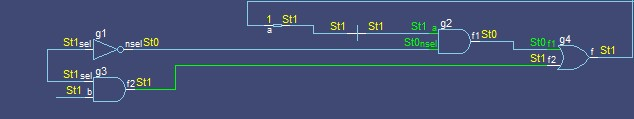 1 St1
a
St1 St1
St1 a g2
f1 St0
St0 nsel
g1
St1 sel
nsel St0
St0 f1 g4
St1 f2
f St1
g3
St1 sel
f2 St1
St1 b